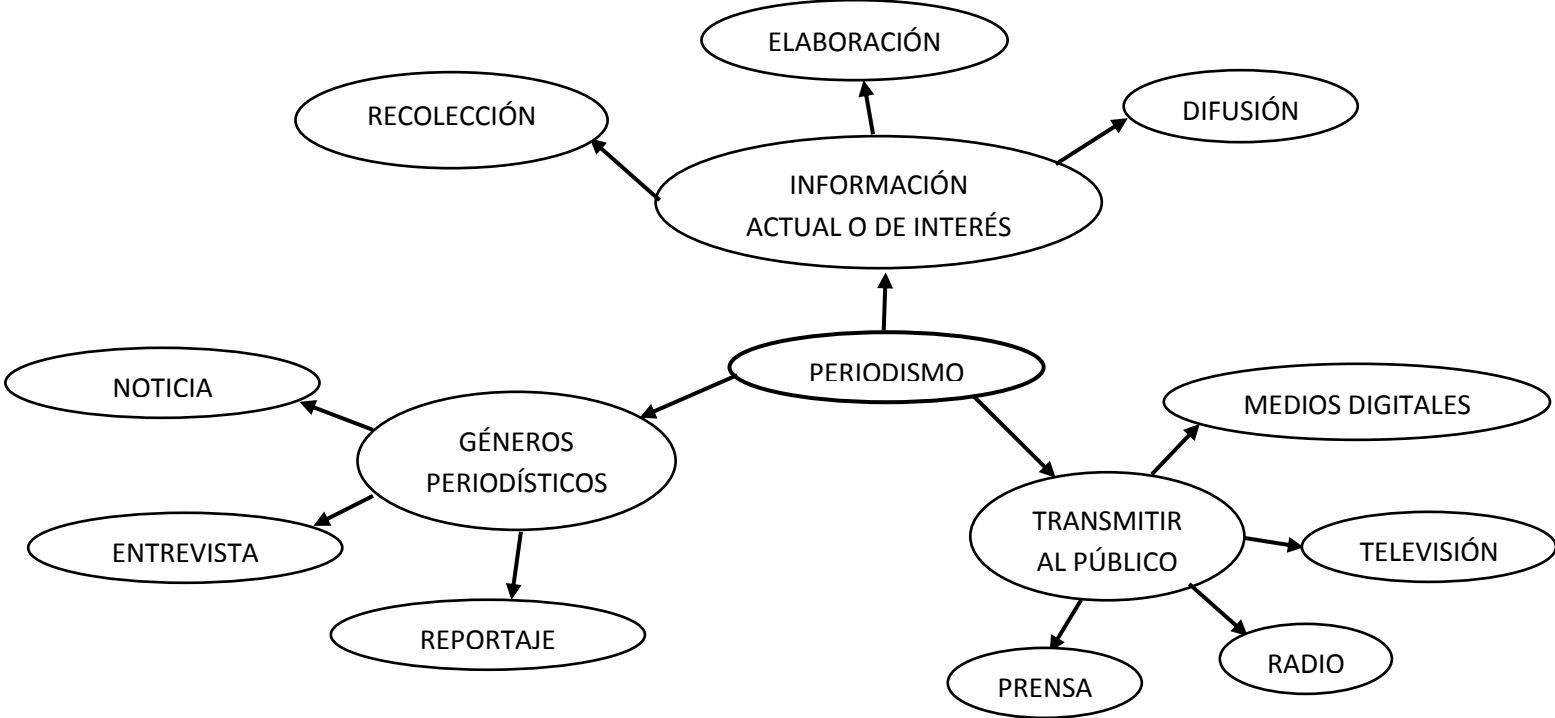 ELABORACIÓN
RECOLECCIÓN
DIFUSIÓN
INFORMACIÓN
ACTUAL O DE INTERÉS
PERIODISMO
NOTICIA
MEDIOS DIGITALES
GÉNEROS
PERIODÍSTICOS
TRANSMITIR
AL PÚBLICO
ENTREVISTA
TELEVISIÓN
REPORTAJE
RADIO
PRENSA